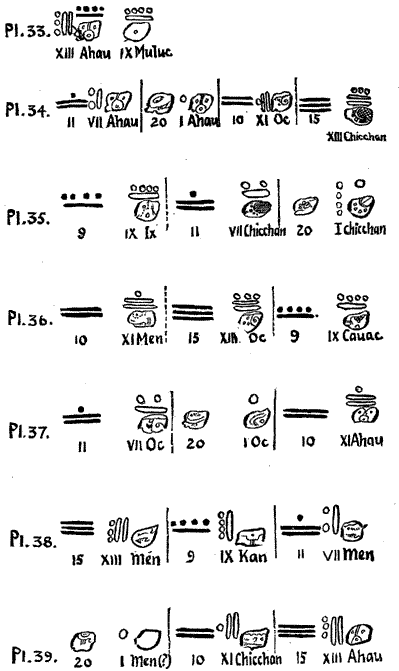 Pl.33.
XIII Ahau IX Muluc
Pl.34.
11 VII Ahau 20 I Ahau 10 XI Oc 15 XIII Chicchan
Pl.35.
9 IX Ix 11 VII Chicchan 20 I chicchan
Pl.36.
10 XI Men 15 XIII Oc 9 IX Cauac
Pl.37.
11 VII Oc 20 I Oc 10 XI Ahau
Pl.38.
15 XIII Men 9 IX Kan 11 VII Men
Pl.39.
20 I Men(?) 10 XI Chicchan 15 XIII Ahau